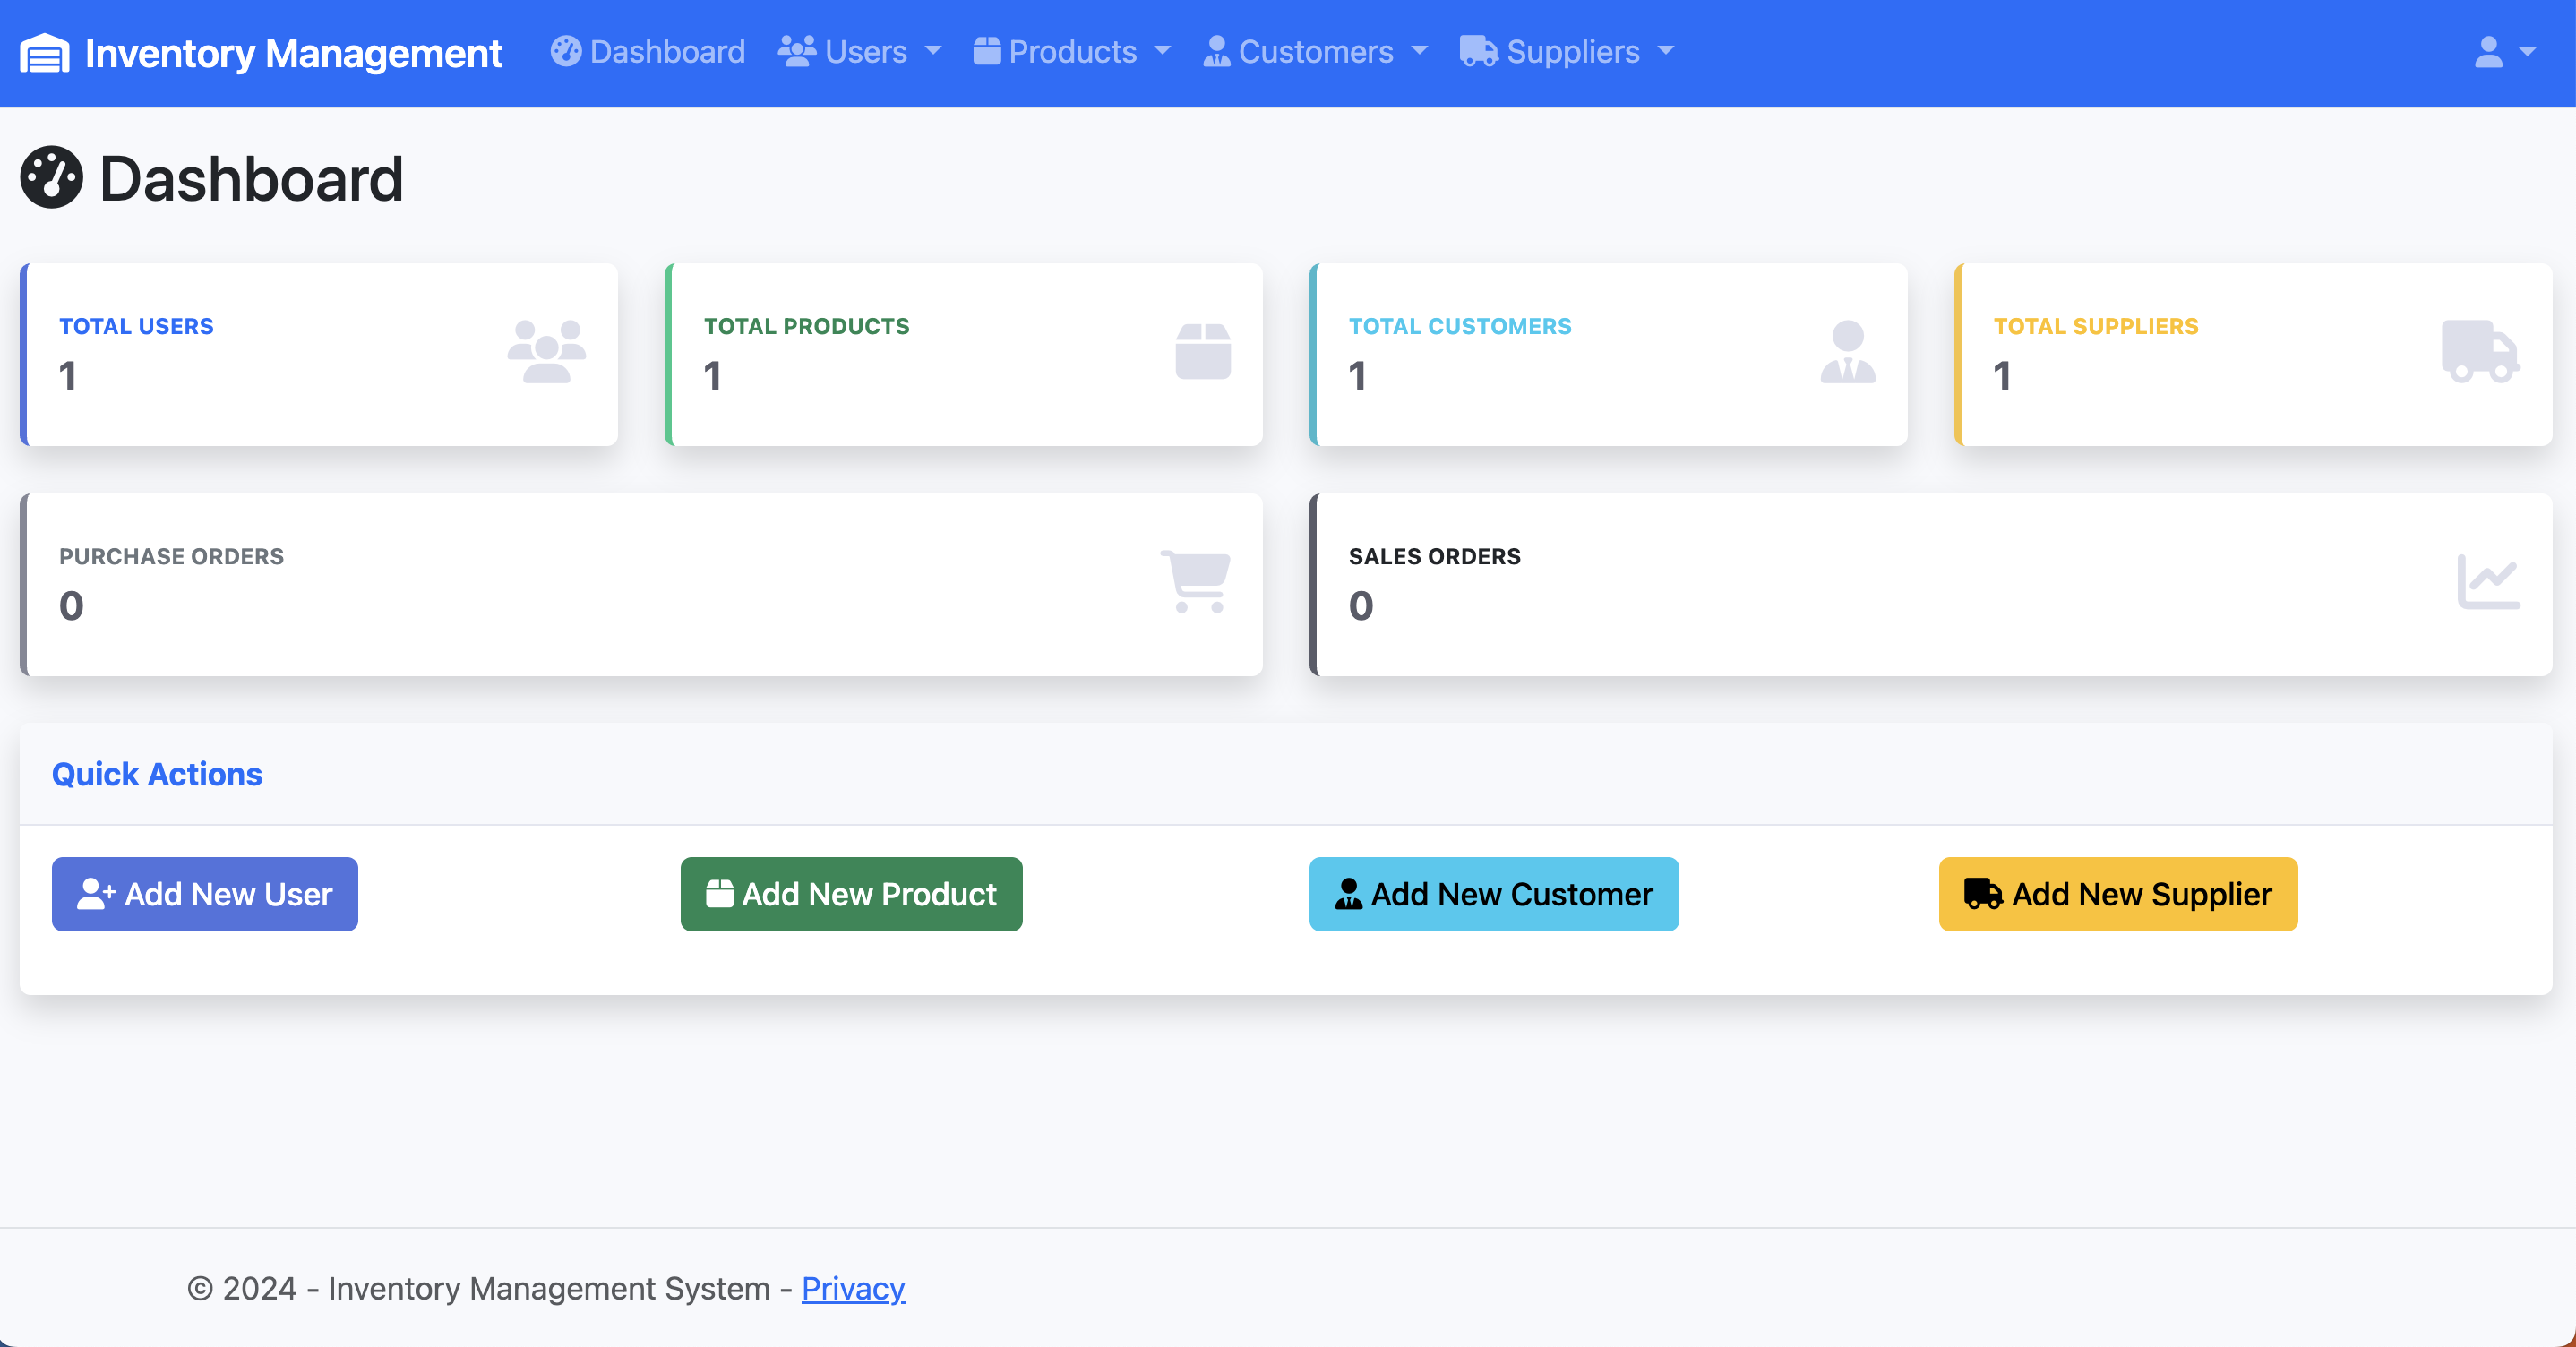 Inventory Management Dashboard Users Products Customers Suppliers
Dashboard
TOTAL USERS
1
TOTAL PRODUCTS
1
TOTAL CUSTOMERS
1
TOTAL SUPPLIERS
1
PURCHASE ORDERS
0
SALES ORDERS
0
Quick Actions
Add New User
Add New Product
Add New Customer
Add New Supplier
© 2024 - Inventory Management System - Privacy